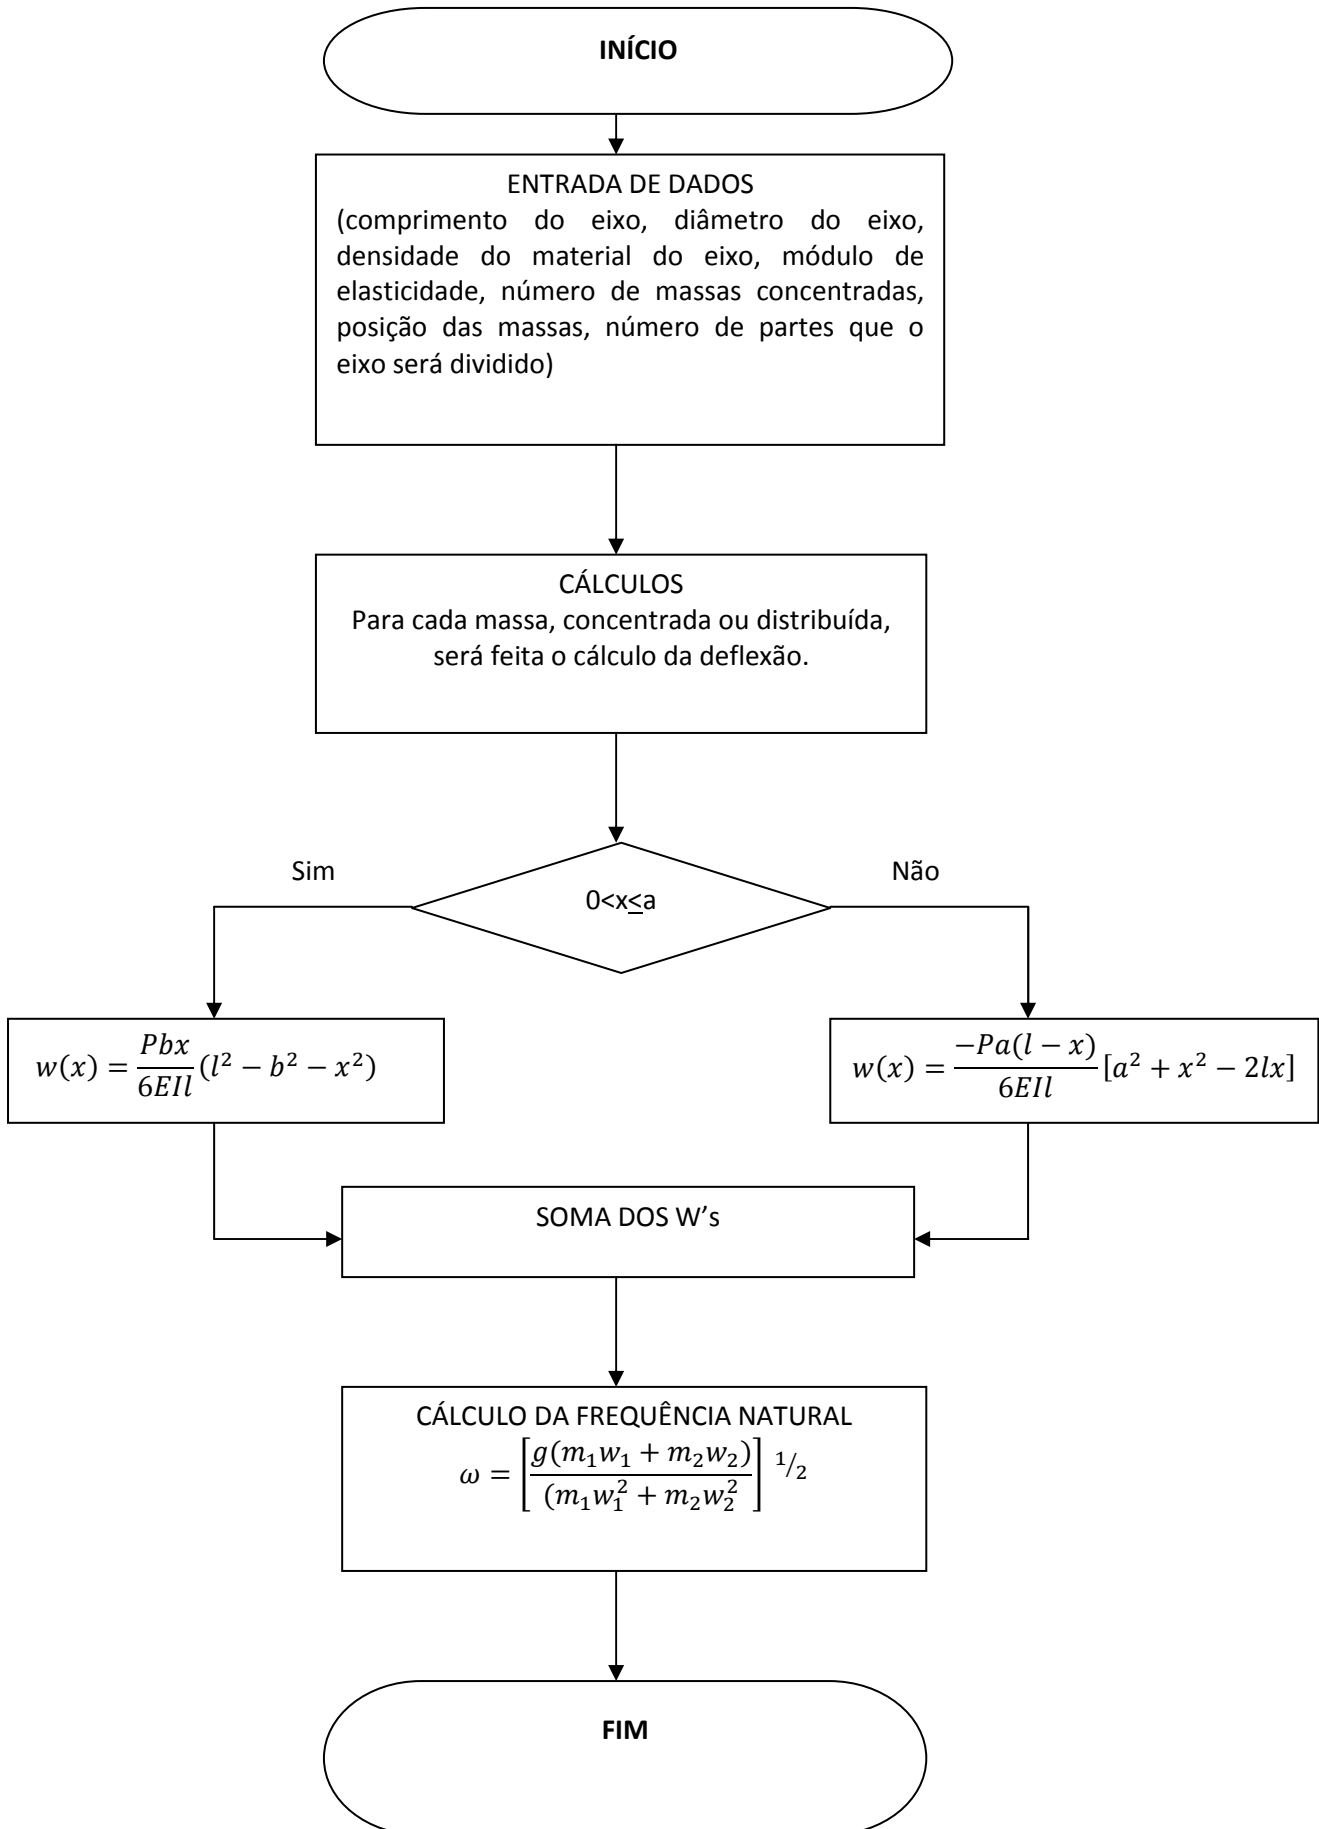 INÍCIO
ENTRADA DE DADOS
(comprimento do eixo, diâmetro do eixo,
densidade do material do eixo, módulo de
elasticidade, número de massas concentradas,
posição das massas, número de partes que o
eixo será dividido)
CÁLCULOS
Para cada massa, concentrada ou distribuída,
será feita o cálculo da deflexão.
Sim
Não
0<x≤a
w(x) = Pbx/6EIl (l² − b² − x²)
w(x) = −Pa(l − x)/6EIl [a² + x² − 2lx]
SOMA DOS W’s
CÁLCULO DA FREQUÊNCIA NATURAL
ω = [g(m₁w₁ + m₂w₂)/(m₁w₁² + m₂w₂²] ^1/2
FIM